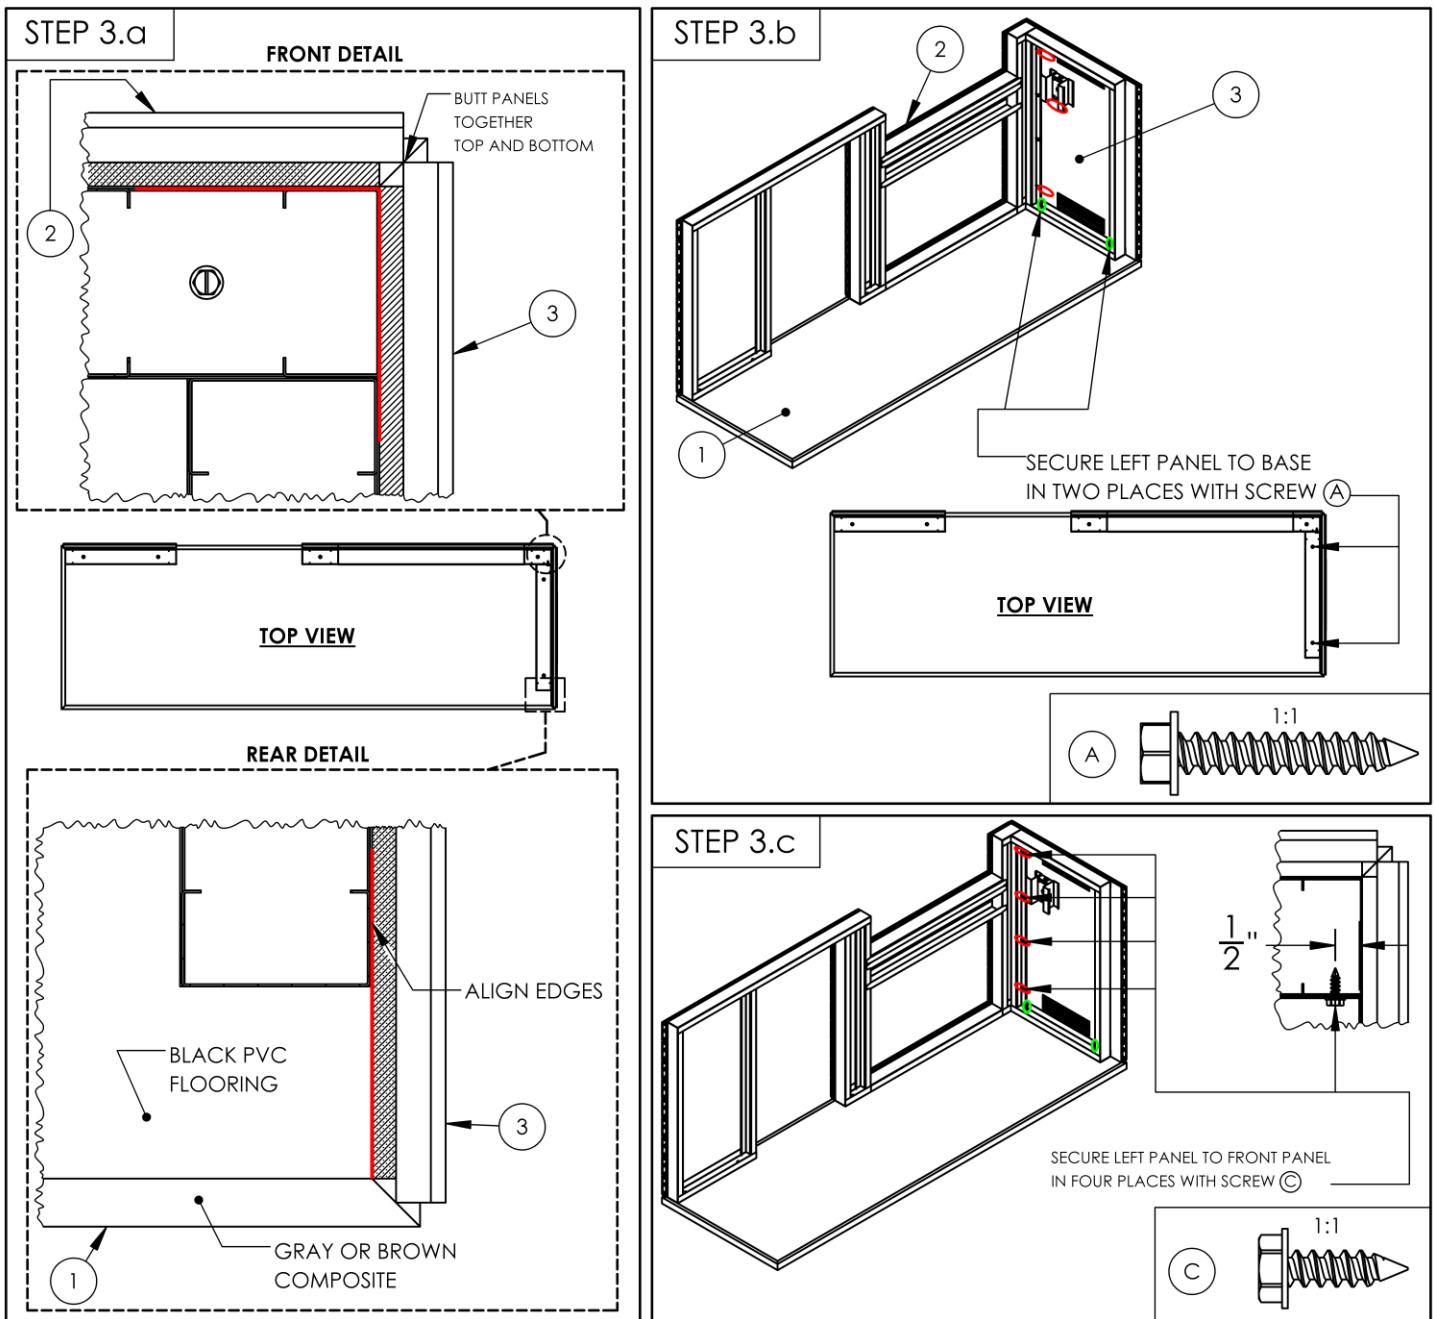 STEP 3.a
FRONT DETAIL
2
BUTT PANELS
TOGETHER
TOP AND BOTTOM
3
TOP VIEW
REAR DETAIL
ALIGN EDGES
BLACK PVC
FLOORING
3
GRAY OR BROWN
COMPOSITE
1
STEP 3.b
2
3
1
SECURE LEFT PANEL TO BASE
IN TWO PLACES WITH SCREW A
TOP VIEW
A
1:1
STEP 3.c
1/2"
SECURE LEFT PANEL TO FRONT PANEL
IN FOUR PLACES WITH SCREW C
C
1:1